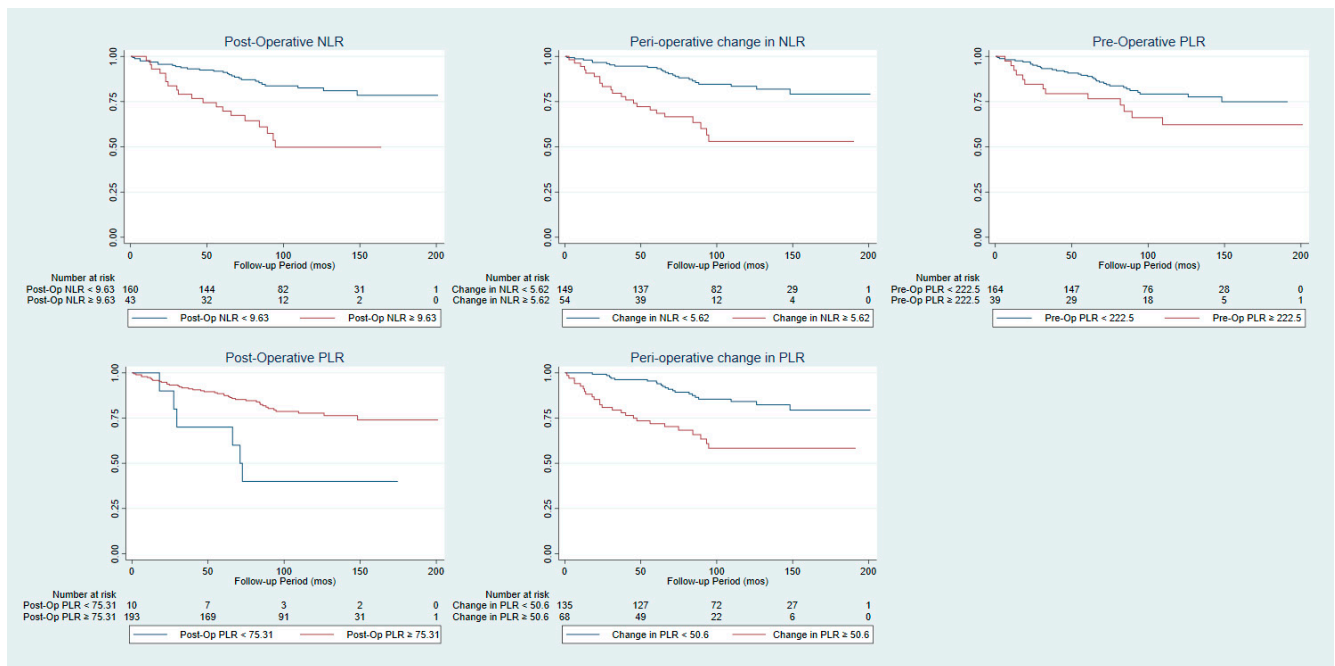 Post-Operative NLR
1.00
0.75
0.50
0.25
0.00
0 50 100 150 200
Follow-up Period (mos)
Number at risk
Post-Op NLR < 9.63 160 144 82 31 1
Post-Op NLR ≥ 9.63 43 32 12 2 0
Post-Op NLR < 9.63 Post-Op NLR ≥ 9.63
Peri-operative change in NLR
1.00
0.75
0.50
0.25
0.00
0 50 100 150 200
Follow-up Period (mos)
Number at risk
Change in NLR < 5.62 149 137 82 29 1
Change in NLR ≥ 5.62 54 39 12 4 0
Change in NLR < 5.62 Change in NLR ≥ 5.62
Pre-Operative PLR
1.00
0.75
0.50
0.25
0.00
0 50 100 150 200
Follow-up Period (mos)
Number at risk
Pre-Op PLR < 222.5 164 147 76 28 0
Pre-Op PLR ≥ 222.5 39 29 18 5 1
Pre-Op PLR < 222.5 Pre-Op PLR ≥ 222.5
Post-Operative PLR
1.00
0.75
0.50
0.25
0.00
0 50 100 150 200
Follow-up Period (mos)
Number at risk
Post-Op PLR < 75.31 10 7 3 2 0
Post-Op PLR ≥ 75.31 193 169 91 31 1
Post-Op PLR < 75.31 Post-Op PLR ≥ 75.31
Peri-operative change in PLR
1.00
0.75
0.50
0.25
0.00
0 50 100 150 200
Follow-up Period (mos)
Number at risk
Change in PLR < 50.6 135 127 72 27 1
Change in PLR ≥ 50.6 68 49 22 6 0
Change in PLR < 50.6 Change in PLR ≥ 50.6